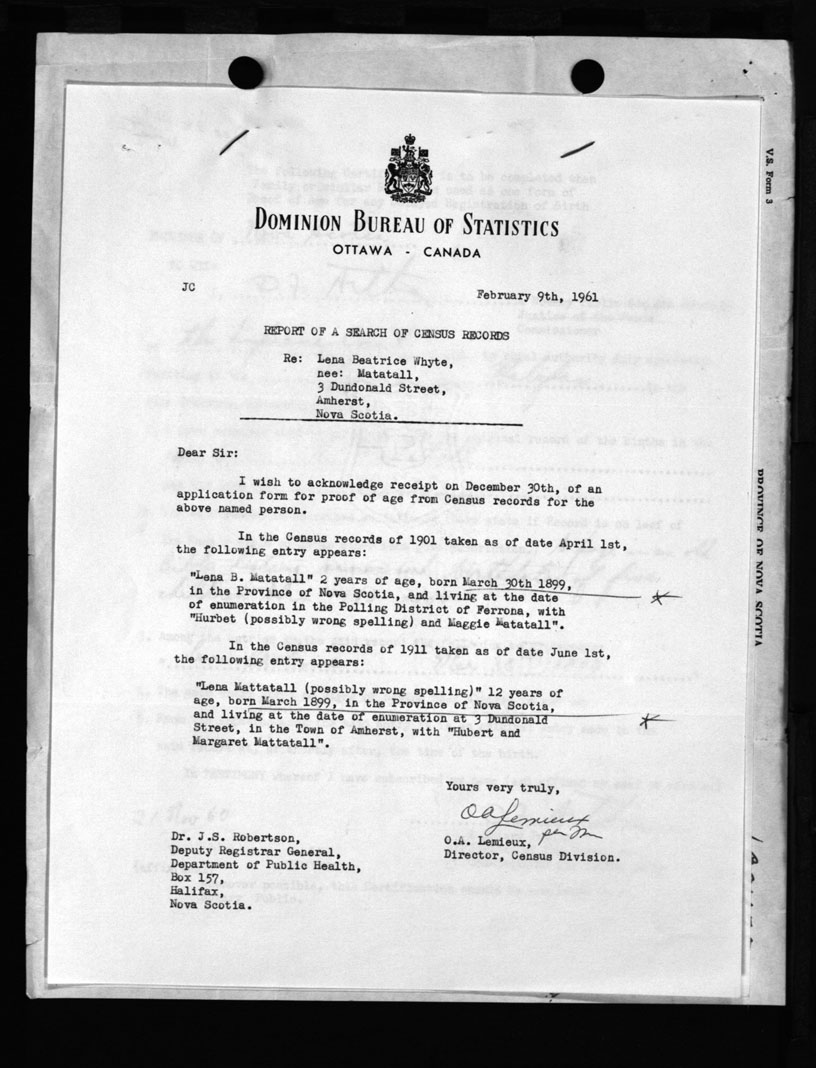 V.S. Form 3
DOMINION BUREAU OF STATISTICS
OTTAWA - CANADA
JC
February 9th, 1961
REPORT OF A SEARCH OF CENSUS RECORDS
Re: Lena Beatrice Whyte,
nee: Matatall,
3 Dundonald Street,
Amherst,
Nova Scotia.
Dear Sir:
I wish to acknowledge receipt on December 30th, of an
application form for proof of age from Census records for the
above named person.
In the Census records of 1901 taken as of date April 1st,
the following entry appears:
"Lena B. Matatall" 2 years of age, born March 30th 1899,
in the Province of Nova Scotia, and living at the date
of enumeration in the Polling District of Ferrona, with
"Hurbet (possibly wrong spelling) and Maggie Matatall".
In the Census records of 1911 taken as of date June 1st,
the following entry appears:
"Lena Mattatall (possibly wrong spelling)" 12 years of
age, born March 1899, in the Province of Nova Scotia,
and living at the date of enumeration at 3 Dundonald
Street, in the Town of Amherst, with "Hubert and
Margaret Mattatall".
Yours very truly,
OALemieux
per
O.A. Lemieux,
Director, Census Division.
Dr. J.S. Robertson,
Deputy Registrar General,
Department of Public Health,
Box 157,
Halifax,
Nova Scotia.
PROVINCE OF NOVA SCOTIA
21 Nov 60